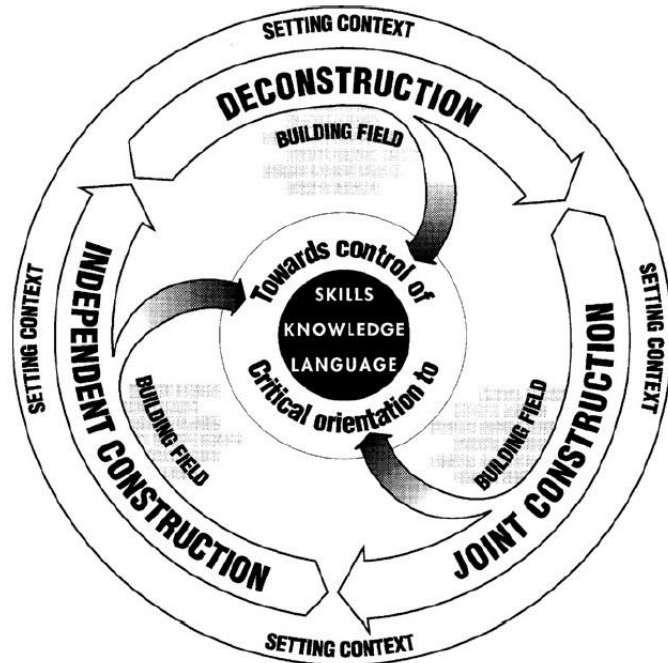 SETTING CONTEXT
DECONSTRUCTION
BUILDING FIELD
Towards control of
SKILLS
KNOWLEDGE
LANGUAGE
Critical orientation to
SETTING CONTEXT
INDEPENDENT CONSTRUCTION
BUILDING FIELD
BUILDING FIELD
JOINT CONSTRUCTION
SETTING CONTEXT
SETTING CONTEXT